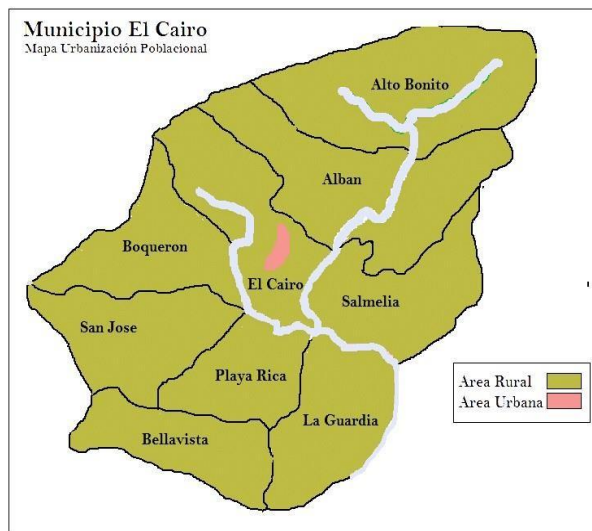 Municipio El Cairo
Mapa Urbanización Poblacional
Alto Bonito
Alban
Boqueron
El Cairo
Salmelia
San Jose
Playa Rica
La Guardia
Bellavista
Area Rural
Area Urbana